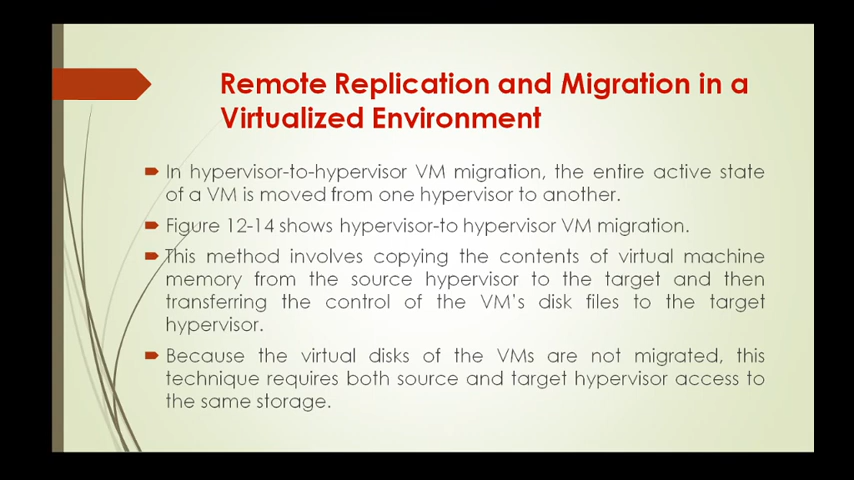 Remote Replication and Migration in a
Virtualized Environment
In hypervisor-to-hypervisor VM migration, the entire active state
of a VM is moved from one hypervisor to another.
Figure 12-14 shows hypervisor-to hypervisor VM migration.
This method involves copying the contents of virtual machine
memory from the source hypervisor to the target and then
transferring the control of the VM's disk files to the target
hypervisor.
Because the virtual disks of the VMs are not migrated, this
technique requires both source and target hypervisor access to
the same storage.